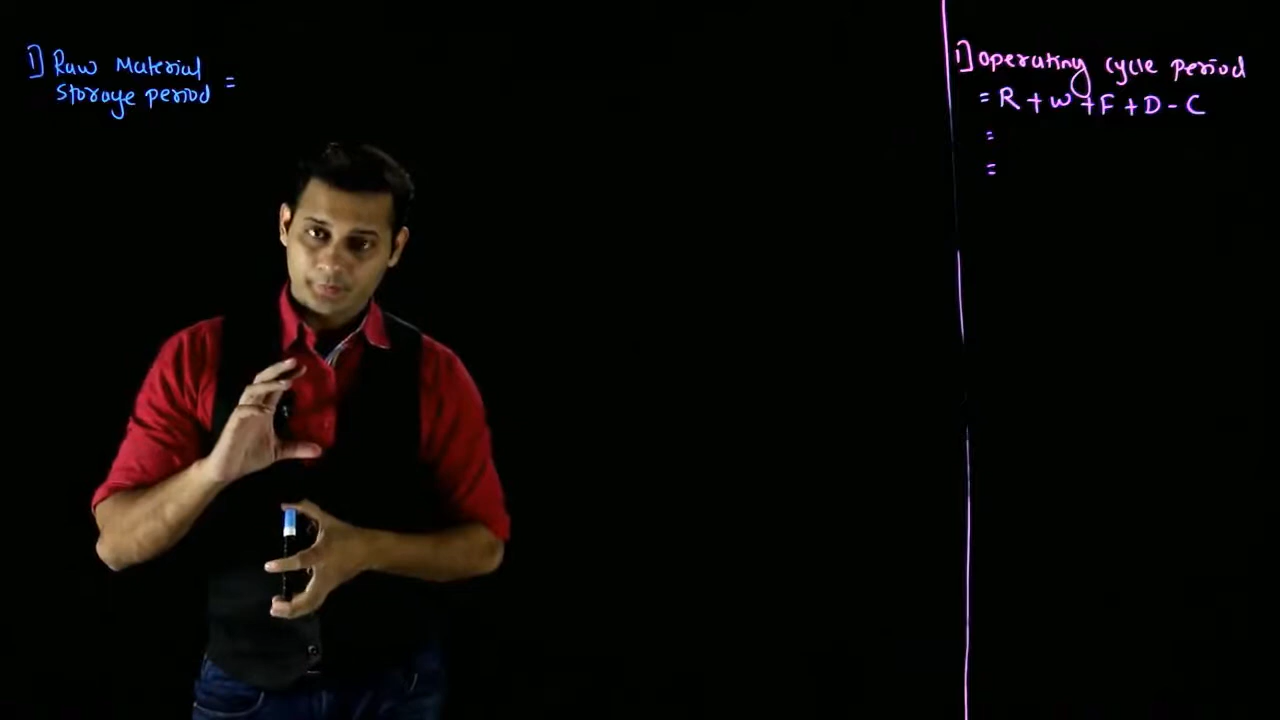 1] Raw Material
Storage period =
1] Operating cycle period
= R + W + F + D - C
=
=